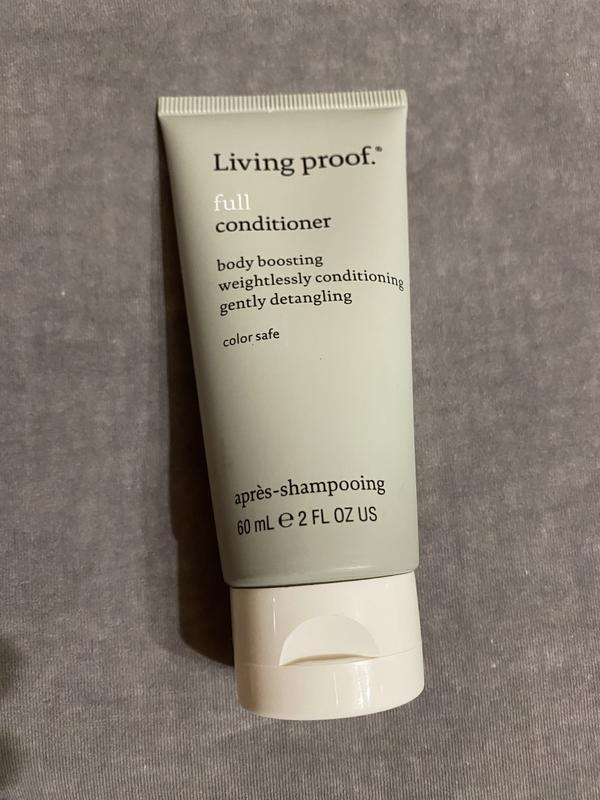 Living proof.®
full
conditioner
body boosting
weightlessly conditioning
gently detangling
color safe
après-shampooing
60 mL ℮ 2 FL OZ US